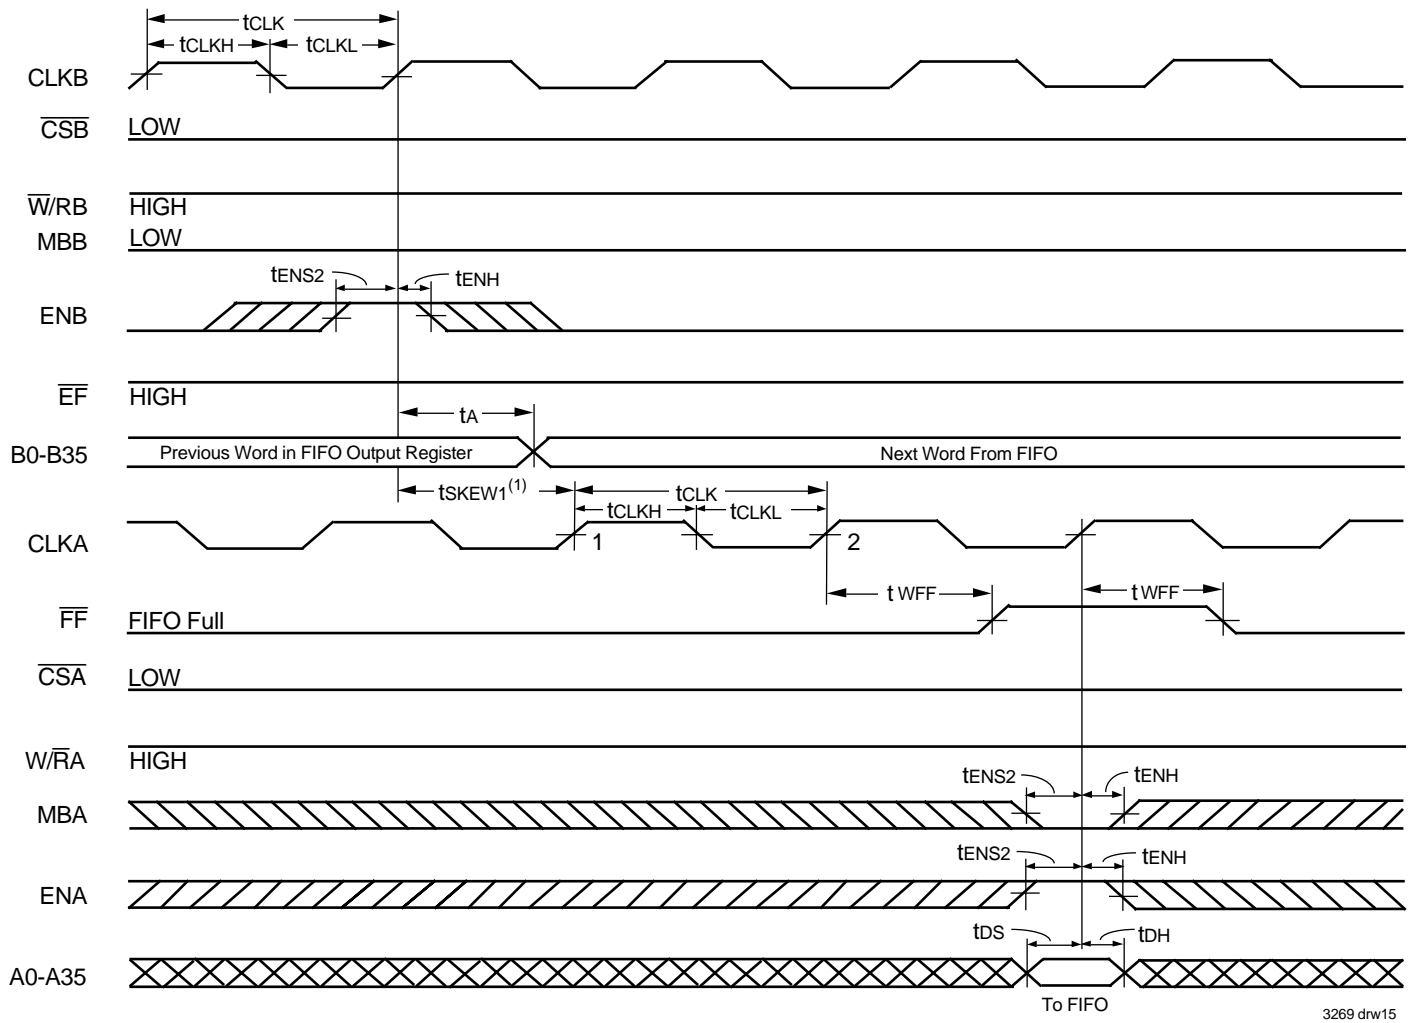 tCLK
tCLKH tCLKL
CLKB
CSB LOW
W/RB HIGH
MBB LOW
tENS2 tENH
ENB
EF HIGH
tA
B0-B35 Previous Word in FIFO Output Register Next Word From FIFO
tSKEW1(1) tCLK
tCLKH tCLKL
CLKA 1 2
t WFF t WFF
FF FIFO Full
CSA LOW
W/RA HIGH
tENS2 tENH
MBA
tENS2 tENH
ENA
tDS tDH
A0-A35
To FIFO
3269 drw15